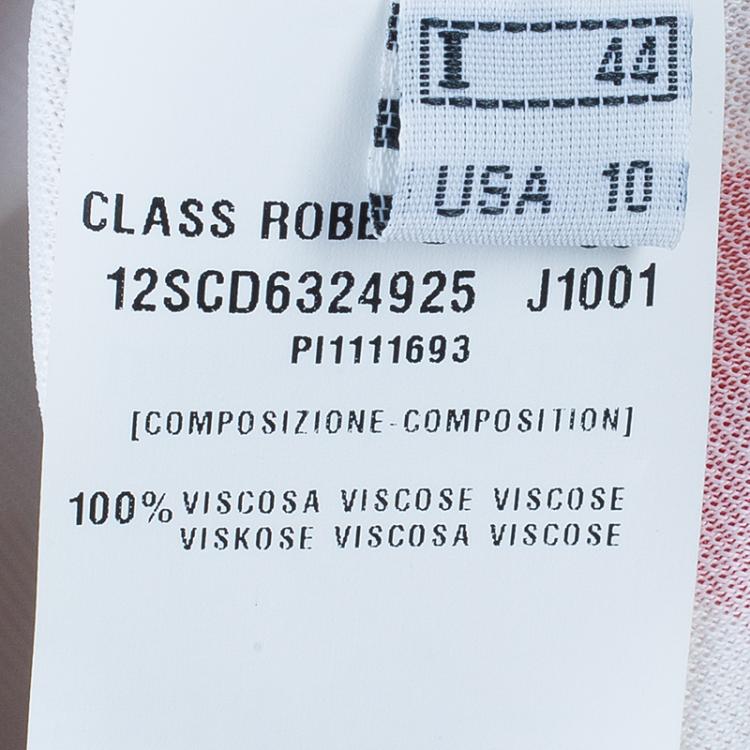 I 44
USA 10
CLASS ROBE
12SCD6324925 J1001
PI1111693
[COMPOSIZIONE-COMPOSITION]
100% VISCOSA VISCOSE VISCOSE
VISKOSE VISCOSA VISCOSE